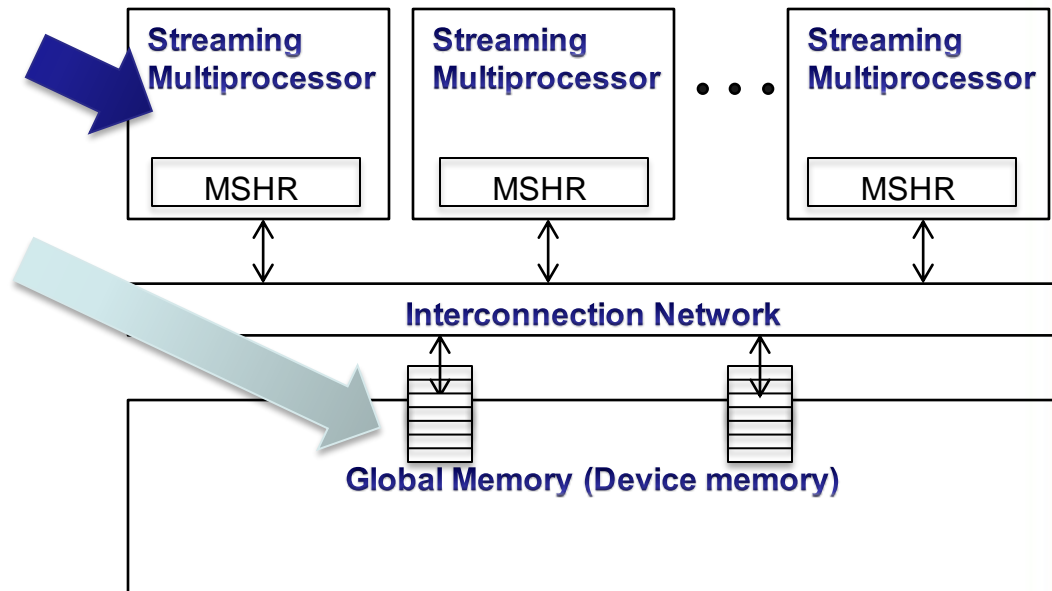 Streaming
Multiprocessor
MSHR
Streaming
Multiprocessor
MSHR
Streaming
Multiprocessor
MSHR
Interconnection Network
Global Memory (Device memory)